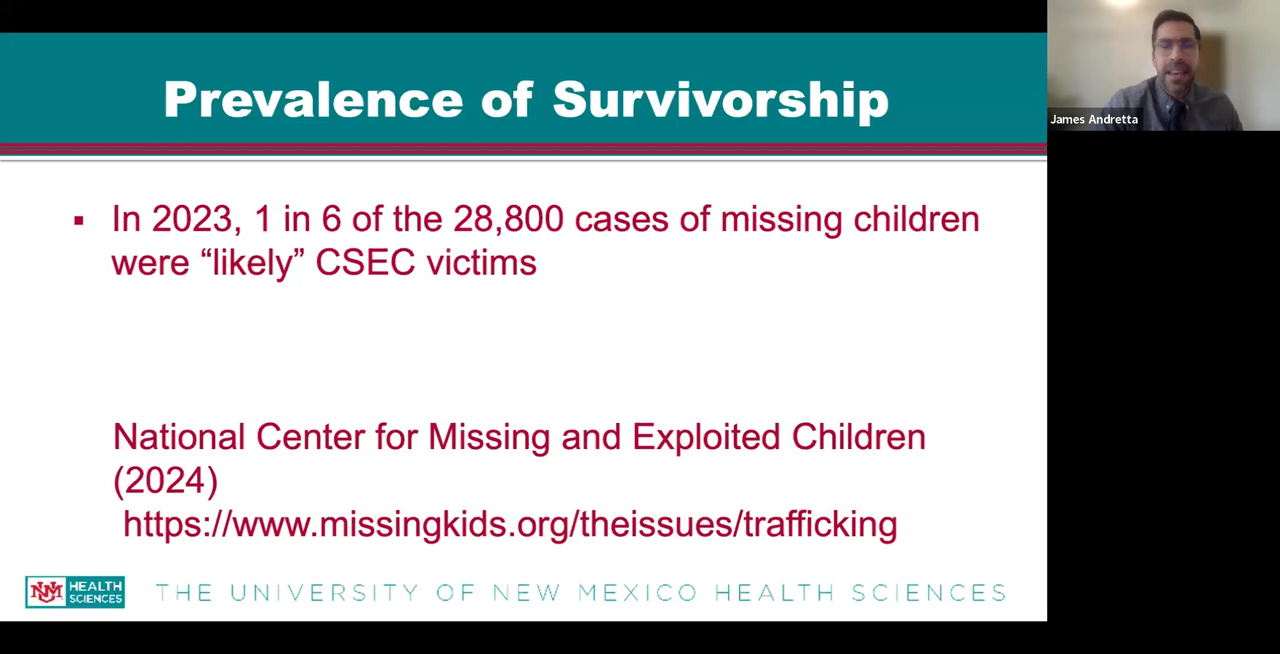 Prevalence of Survivorship
James Andretta
▪ In 2023, 1 in 6 of the 28,800 cases of missing children
were “likely” CSEC victims
National Center for Missing and Exploited Children
(2024)
https://www.missingkids.org/theissues/trafficking
UNM HEALTH
SCIENCES
THE UNIVERSITY OF NEW MEXICO HEALTH SCIENCES